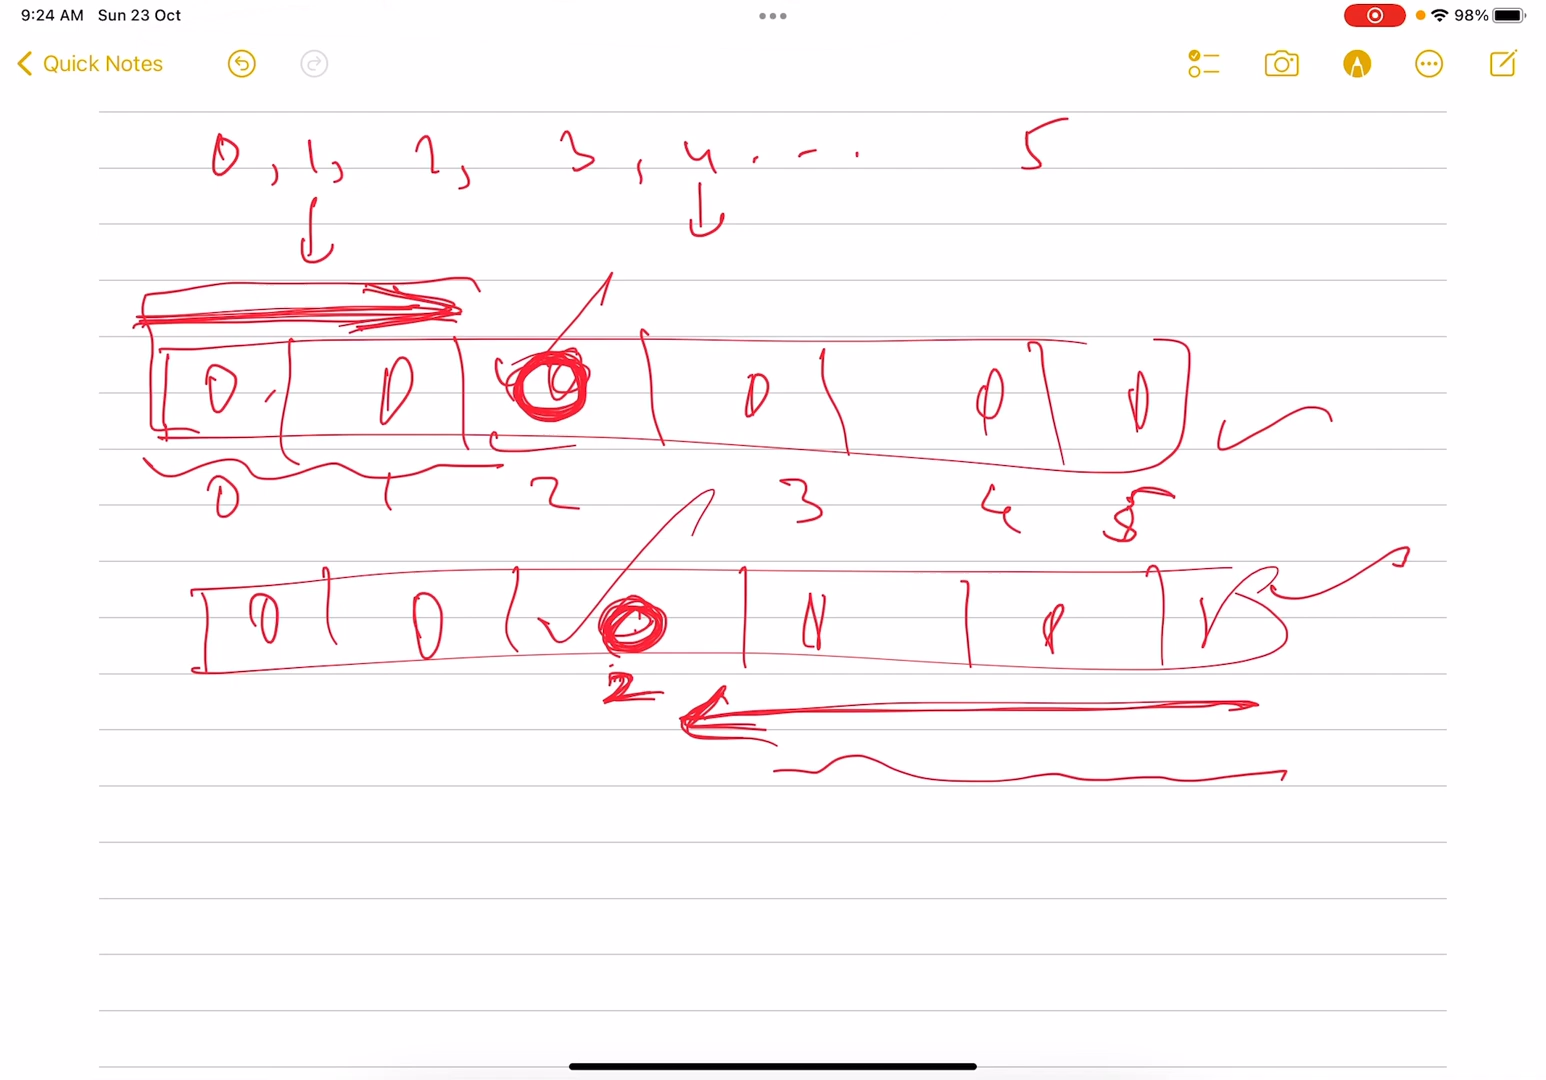 9:24 AM Sun 23 Oct
98%
Quick Notes
0, 1, 2, 3, 4 . - . 5
0 0 0 0 0 0
0 1 2 3 4 5
0 0 0
2